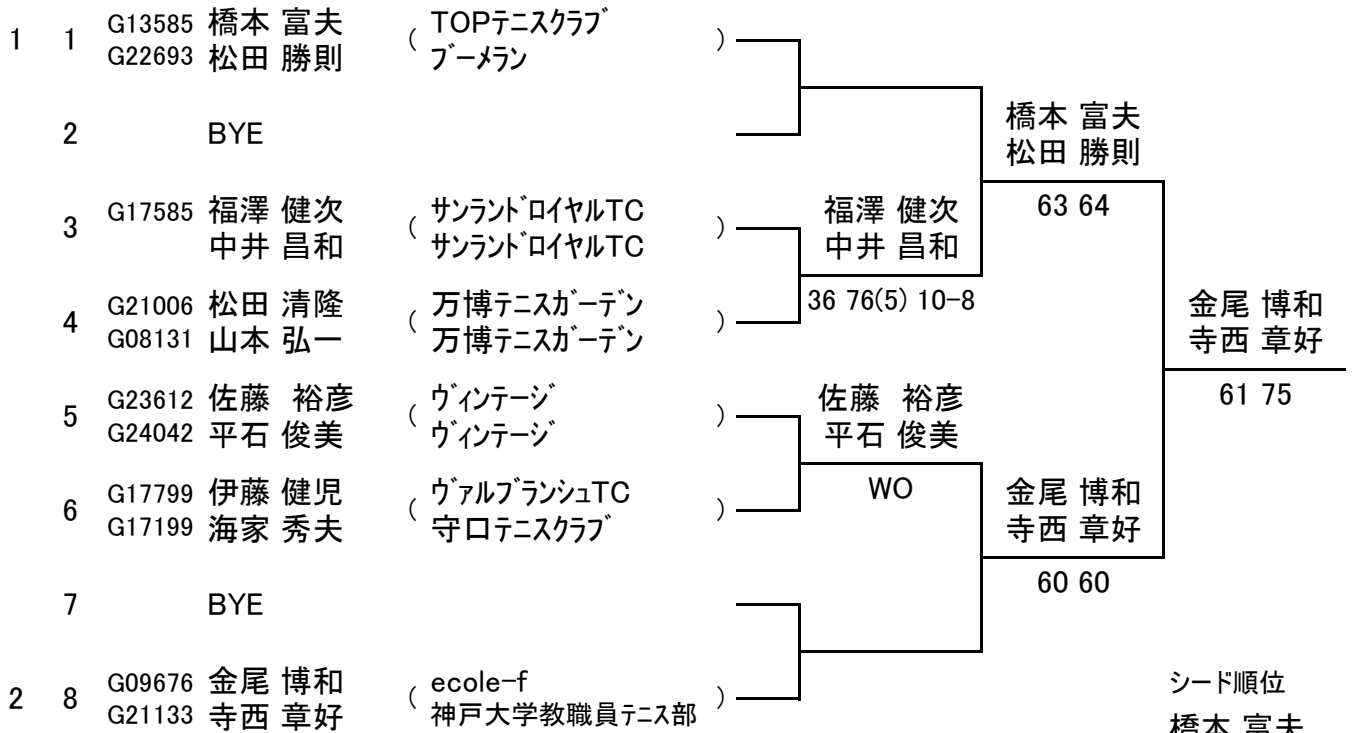 1 1 G13585 橋本 富夫 ( TOPテニスクラブ )
G22693 松田 勝則 ブーメラン
2 BYE
橋本 富夫
松田 勝則
63 64
3 G17585 福澤 健次 ( サンランドロイヤルTC )
中井 昌和 サンランドロイヤルTC
福澤 健次
中井 昌和
36 76(5) 10-8
4 G21006 松田 清隆 ( 万博テニスガーデン )
G08131 山本 弘一 万博テニスガーデン
金尾 博和
寺西 章好
61 75
5 G23612 佐藤 裕彦 ( ヴィンテージ )
G24042 平石 俊美 ヴィンテージ
佐藤 裕彦
平石 俊美
WO
6 G17799 伊藤 健児 ( ヴァルブランシュTC )
G17199 海家 秀夫 守口テニスクラブ
金尾 博和
寺西 章好
60 60
7 BYE
2 8 G09676 金尾 博和 ( ecole-f )
G21133 寺西 章好 神戸大学教職員テニス部
シード順位
橋本 富夫